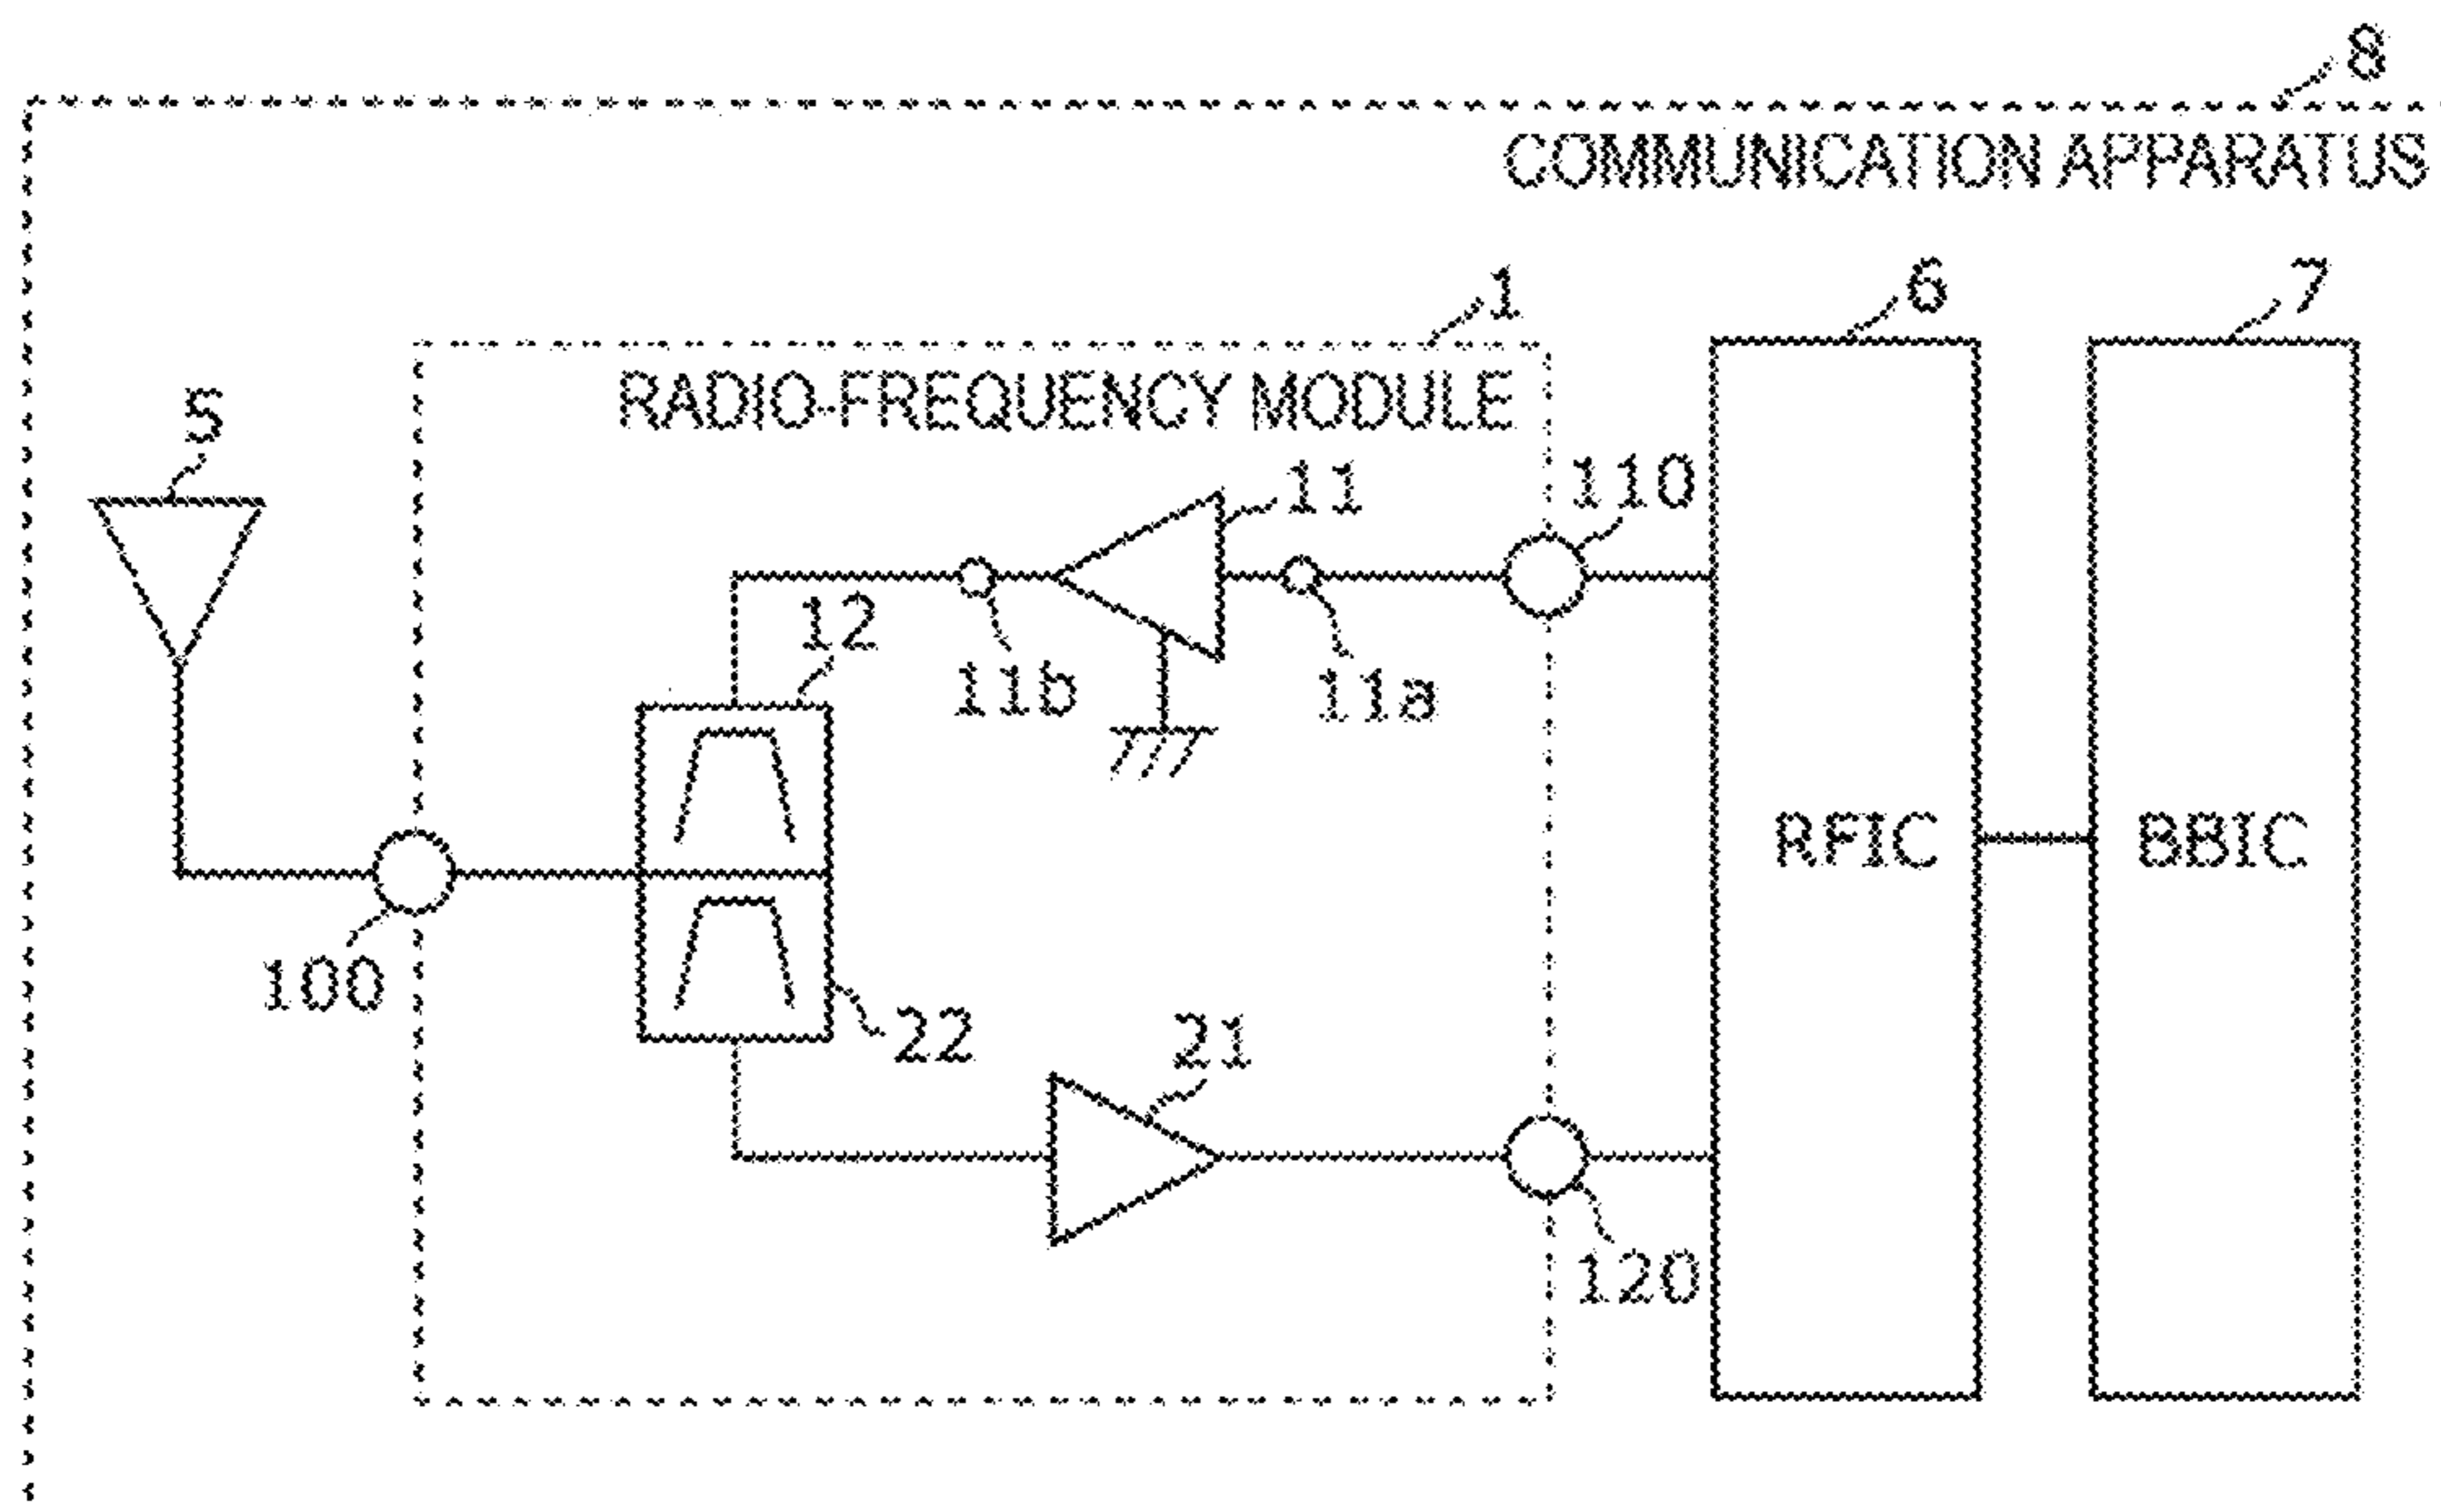 8
COMMUNICATION APPARATUS
1
6
7
RADIO-FREQUENCY MODULE
5
11
110
12
11b
11a
RFIC
BBIC
100
22
21
120